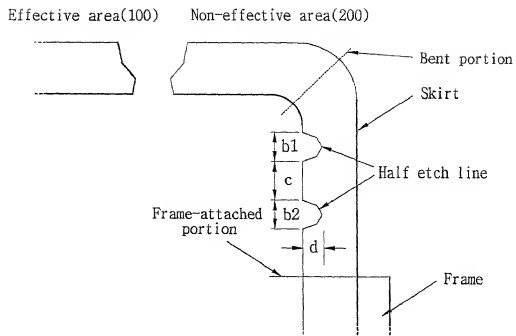 Effective area(100) Non-effective area(200)
Bent portion
Skirt
b1
c
Half etch line
b2
Frame-attached
portion
d
Frame